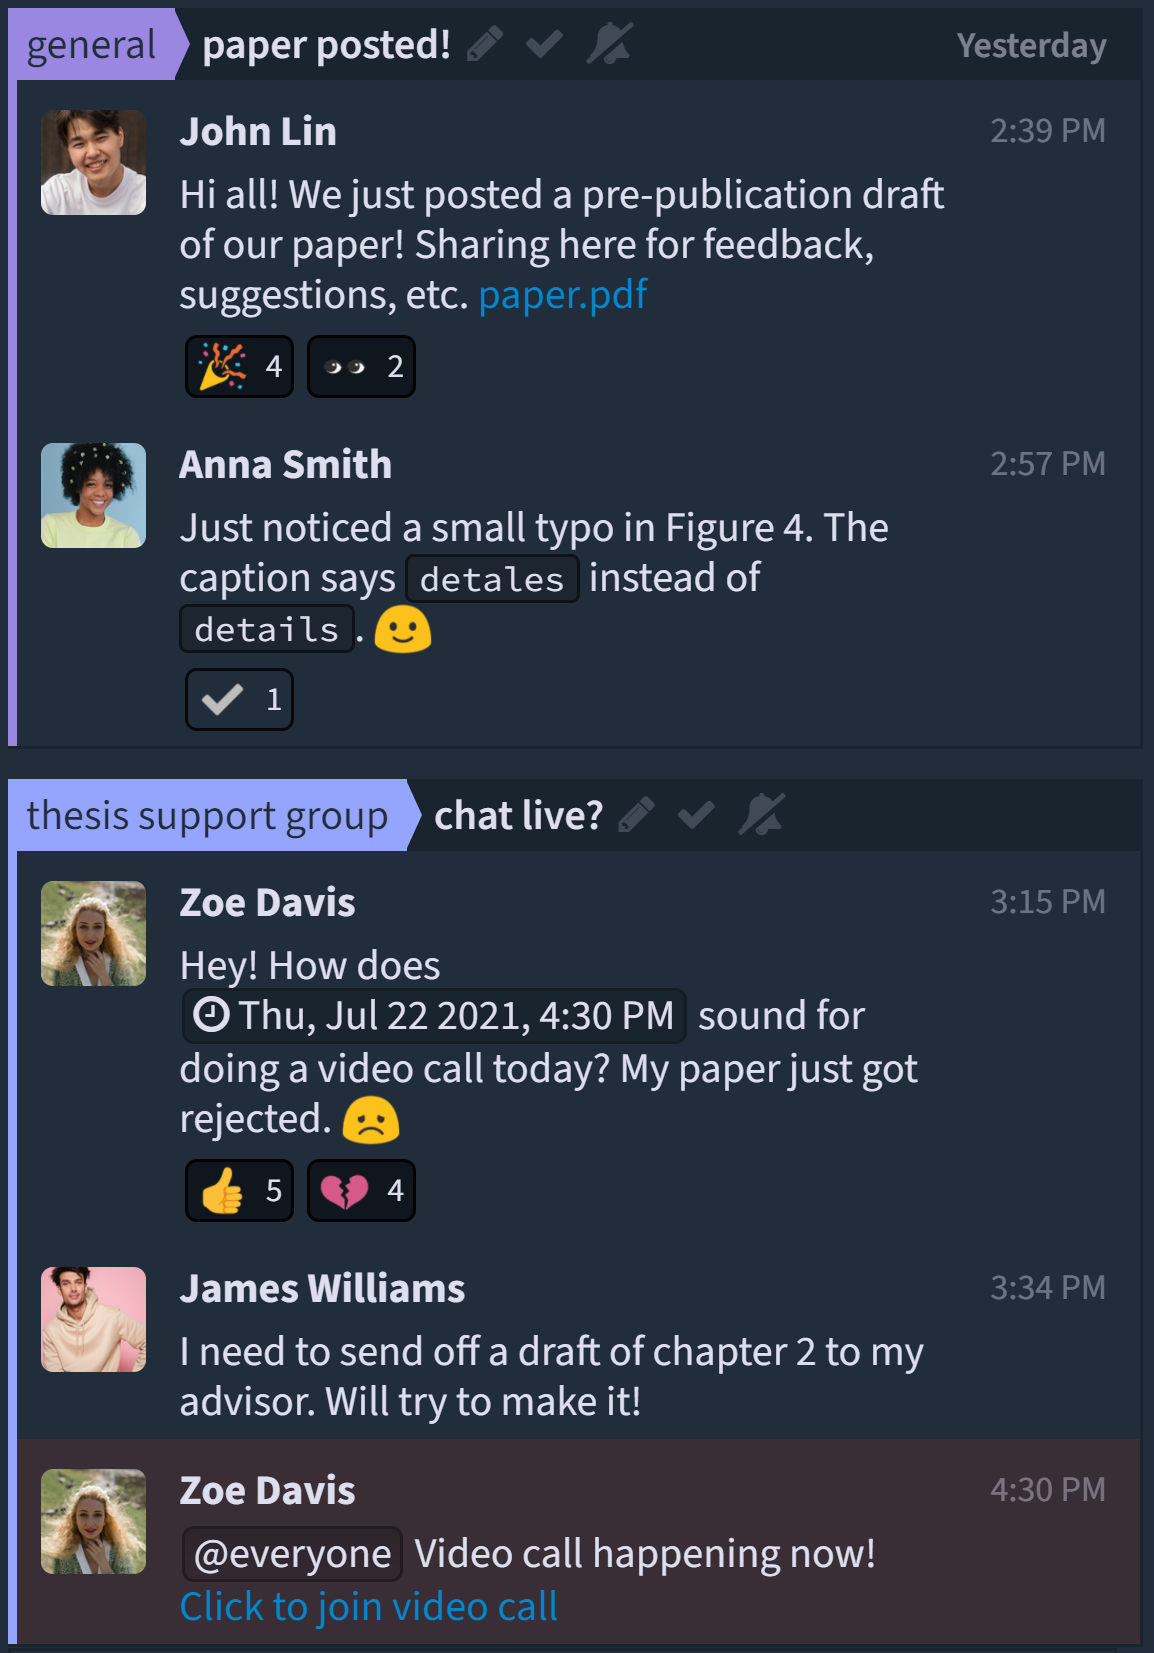 general paper posted! Yesterday
John Lin 2:39 PM
Hi all! We just posted a pre-publication draft
of our paper! Sharing here for feedback,
suggestions, etc. paper.pdf
4 2
Anna Smith 2:57 PM
Just noticed a small typo in Figure 4. The
caption says detales instead of
details.
1
thesis support group chat live?
Zoe Davis 3:15 PM
Hey! How does
Thu, Jul 22 2021, 4:30 PM sound for
doing a video call today? My paper just got
rejected.
5 4
James Williams 3:34 PM
I need to send off a draft of chapter 2 to my
advisor. Will try to make it!
Zoe Davis 4:30 PM
@everyone Video call happening now!
Click to join video call